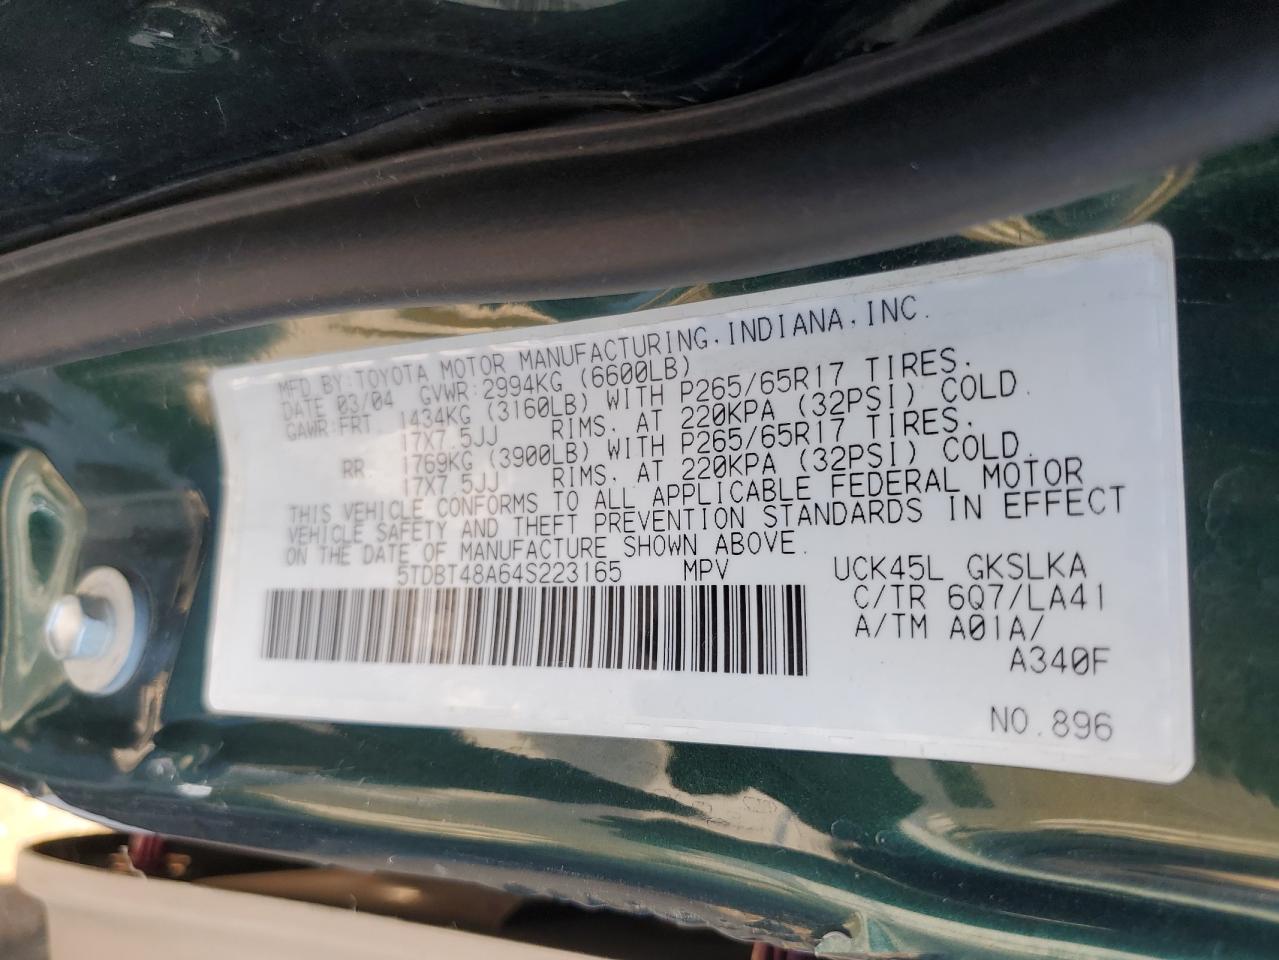 MFD.BY:TOYOTA MOTOR MANUFACTURING.INDIANA.INC.
DATE 03/04 GVWR:2994KG (6600LB)
GAWR:FRT. 1434KG (3160LB) WITH P265/65R17 TIRES.
17X7.5JJ RIMS. AT 220KPA (32PSI) COLD.
RR. 1769KG (3900LB) WITH P265/65R17 TIRES.
17X7.5JJ RIMS. AT 220KPA (32PSI) COLD.
THIS VEHICLE CONFORMS TO ALL APPLICABLE FEDERAL MOTOR
VEHICLE SAFETY AND THEFT PREVENTION STANDARDS IN EFFECT
ON THE DATE OF MANUFACTURE SHOWN ABOVE.
5TDBT48A64S223165 MPV UCK45L GKSLKA
C/TR 6Q7/LA41
A/TM A01A/
A340F
NO.896